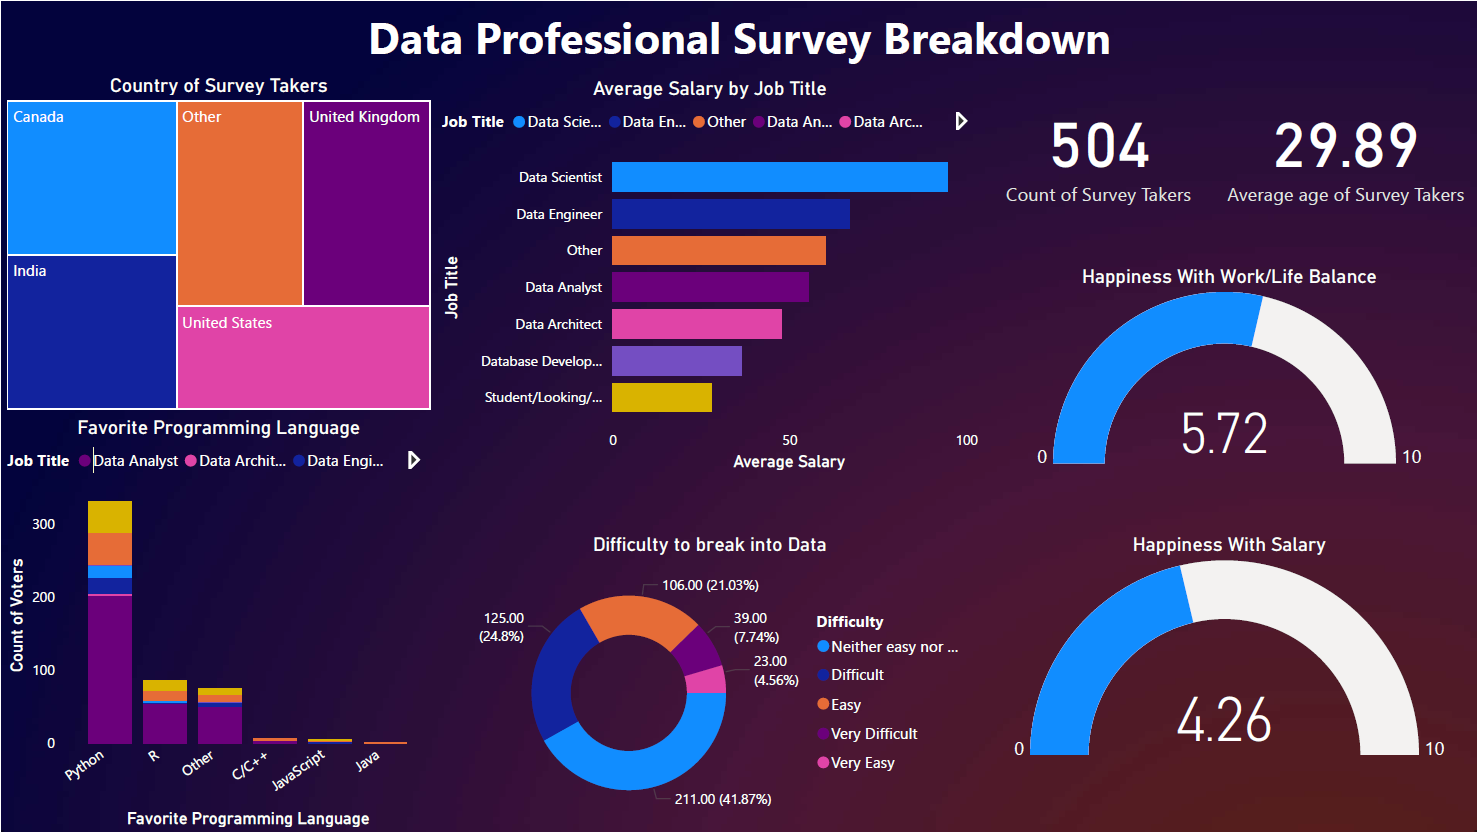 Data Professional Survey Breakdown
Country of Survey Takers
Canada
Other
United Kingdom
India
United States
Average Salary by Job Title
Job Title Data Scie... Data En... Other Data An... Data Arc...
Job Title
Data Scientist
Data Engineer
Other
Data Analyst
Data Architect
Database Develop...
Student/Looking/...
0 50 100
Average Salary
504
Count of Survey Takers
29.89
Average age of Survey Takers
Happiness With Work/Life Balance
5.72
0
10
Favorite Programming Language
Job Title Data Analyst Data Archit... Data Engi...
Count of Voters
300
200
100
0
Python
R
Other
C/C++
JavaScript
Java
Favorite Programming Language
Difficulty to break into Data
106.00 (21.03%)
125.00
(24.8%)
39.00
(7.74%)
23.00
(4.56%)
211.00 (41.87%)
Difficulty
Neither easy nor ...
Difficult
Easy
Very Difficult
Very Easy
Happiness With Salary
4.26
0
10